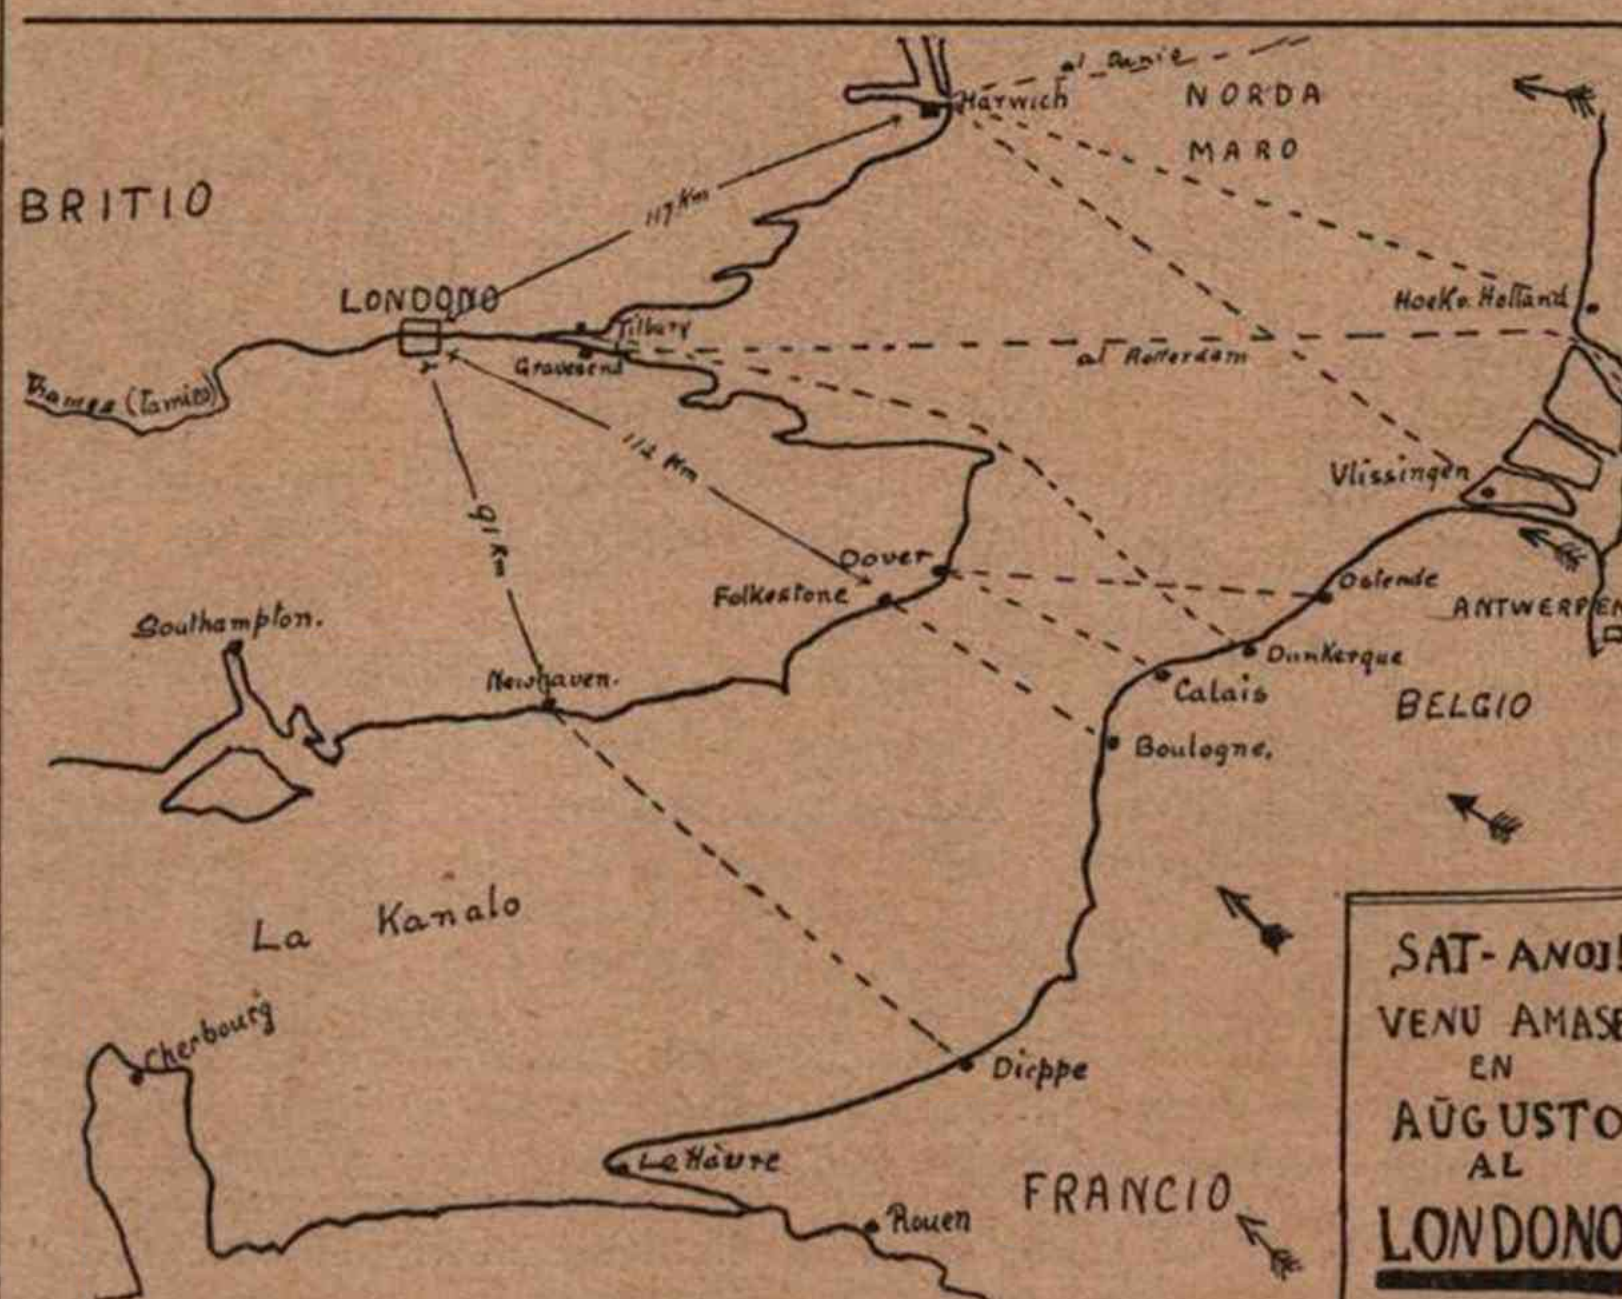 al Danie
Harwich
NORDA
MARO
117 Km
BRITIO
LONDONO
Hoek v. Holland
Tilbury
Gravesend
al Rotterdam
Thames (Tamizo)
112 Km
Vlissingen
91 Km
Dover
Folkestone
Ostende
ANTWERPEN
Southampton.
Dunkerque
Newhaven.
Calais
BELGIO
Boulogne.
La Kanalo
SAT-ANOJ!
VENU AMASE
EN
AŬGUSTO
AL
LONDONO
Cherbourg
Dieppe
Le Hâvre
FRANCIO
Rouen